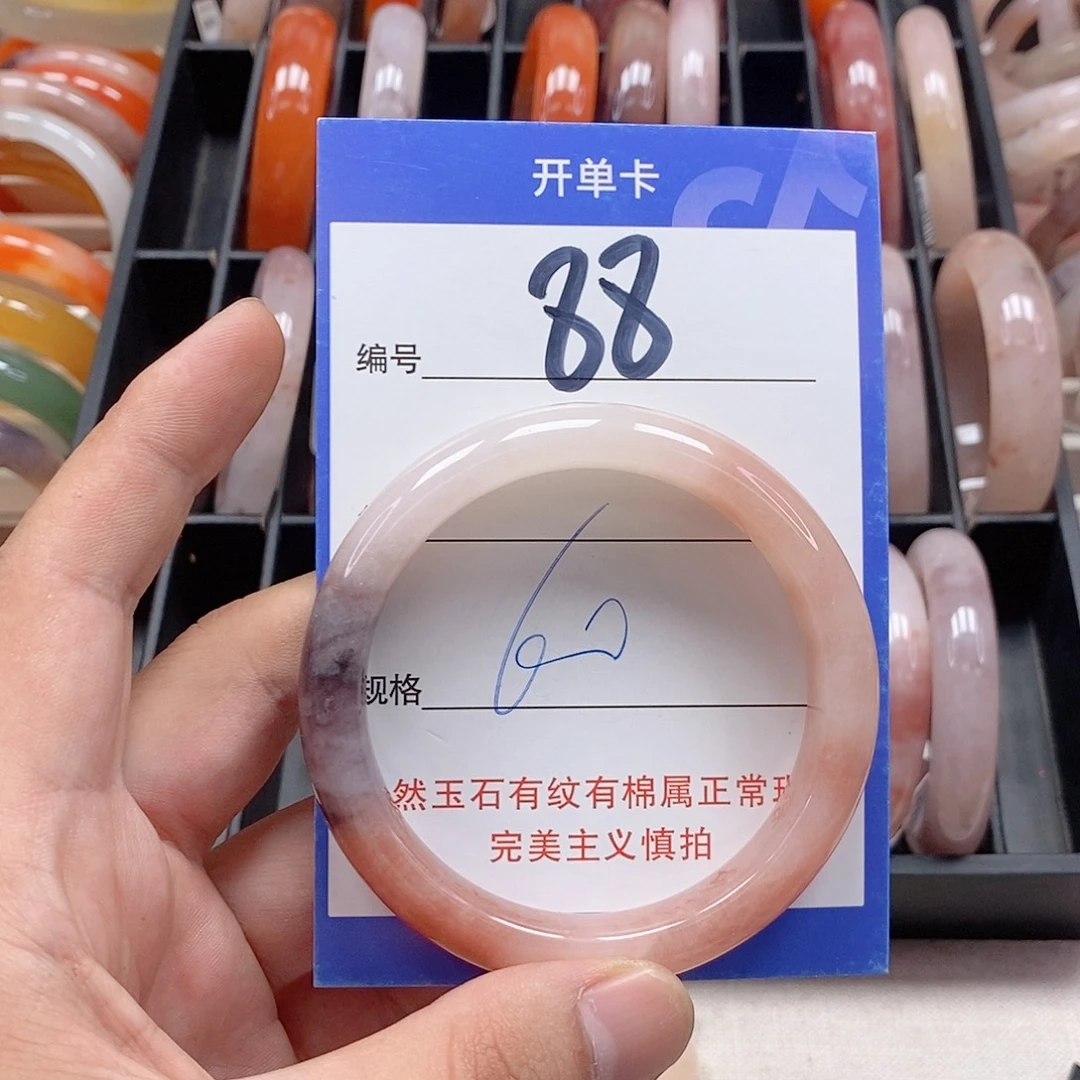 开单卡
编号 88
60
规格
然玉石有纹有棉属正常
完美主义慎拍